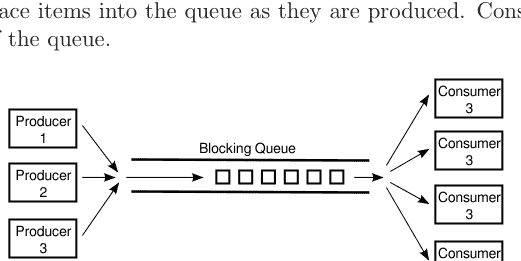 ace items into the queue as they are produced. Cons
the queue.
Producer
1
Producer
2
Producer
3
Blocking Queue
Consumer
3
Consumer
3
Consumer
3
Consumer